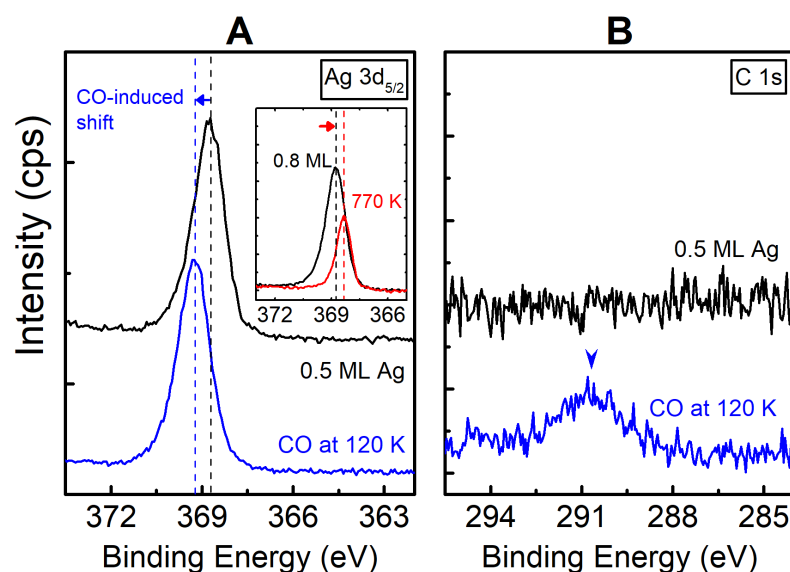 A
B
Intensity (cps)
Ag 3d5/2
CO-induced
shift
0.8 ML
770 K
372
369
366
0.5 ML Ag
CO at 120 K
372
369
366
363
Binding Energy (eV)
C 1s
0.5 ML Ag
CO at 120 K
294
291
288
285
Binding Energy (eV)